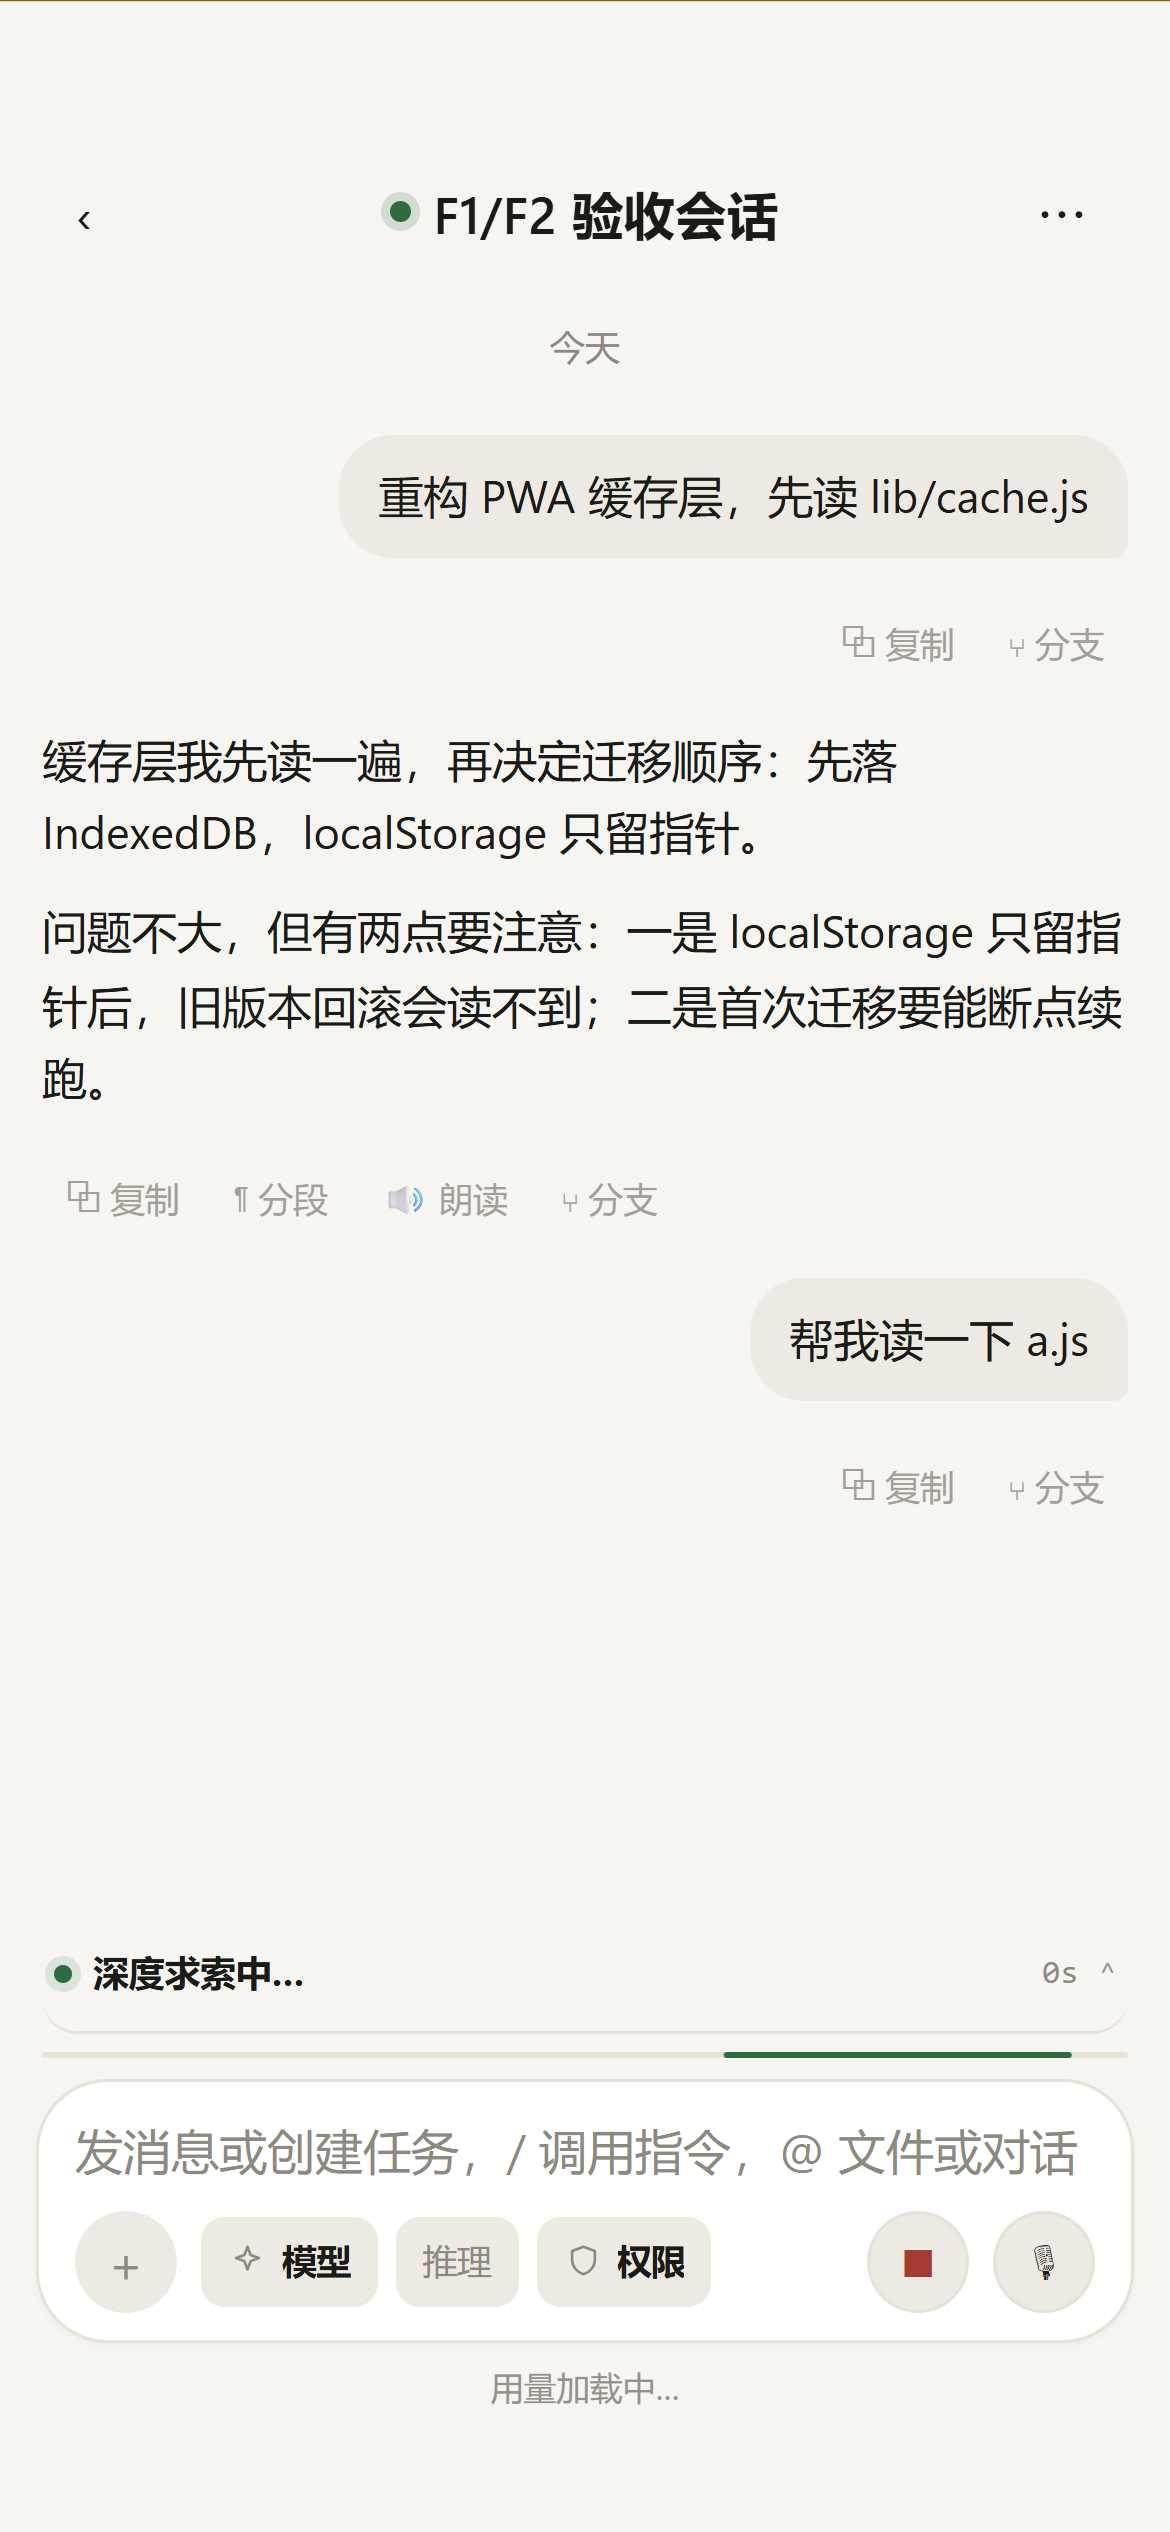 ‹
F1/F2 验收会话
···
今天
重构 PWA 缓存层，先读 lib/cache.js
复制 分支
缓存层我先读一遍，再决定迁移顺序：先落
IndexedDB，localStorage 只留指针。
问题不大，但有两点要注意：一是 localStorage 只留指
针后，旧版本回滚会读不到；二是首次迁移要能断点续
跑。
复制 ¶ 分段 朗读 分支
帮我读一下 a.js
复制 分支
深度求索中... 0s ^
发消息或创建任务，/ 调用指令，@ 文件或对话
+ 模型 推理 权限
用量加载中...